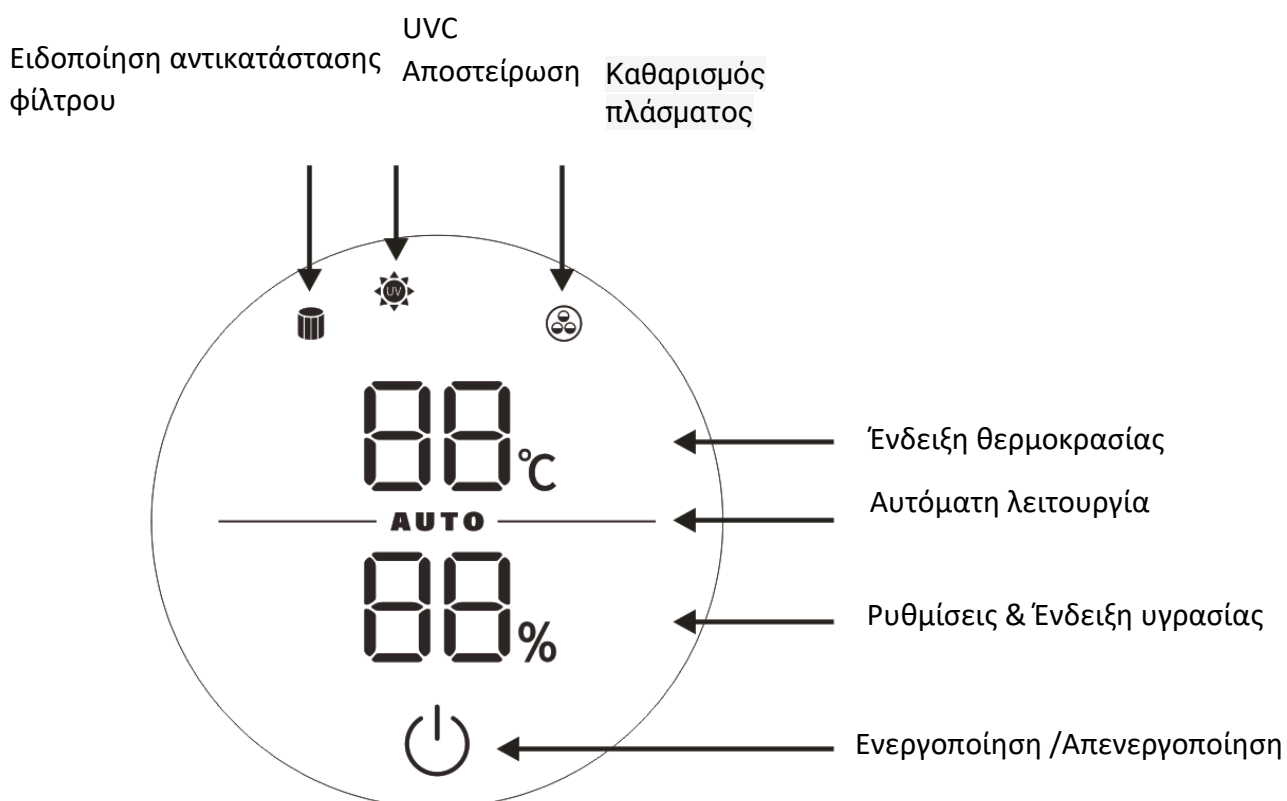 Ειδοποίηση αντικατάστασης
φίλτρου
UVC
Αποστείρωση
Καθαρισμός
πλάσματος
UV
88°C
Ένδειξη θερμοκρασίας
AUTO
Αυτόματη λειτουργία
88%
Ρυθμίσεις & Ένδειξη υγρασίας
Ενεργοποίηση /Απενεργοποίηση